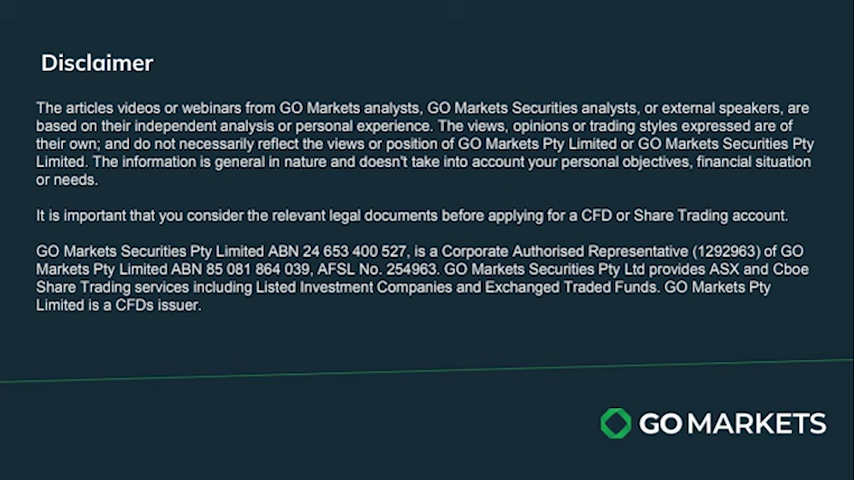 Disclaimer
The articles videos or webinars from GO Markets analysts, GO Markets Securities analysts, or external speakers, are
based on their independent analysis or personal experience. The views, opinions or trading styles expressed are of
their own; and do not necessarily reflect the views or position of GO Markets Pty Limited or GO Markets Securities Pty
Limited. The information is general in nature and doesn't take into account your personal objectives, financial situation
or needs.
It is important that you consider the relevant legal documents before applying for a CFD or Share Trading account.
GO Markets Securities Pty Limited ABN 24 653 400 527, is a Corporate Authorised Representative (1292963) of GO
Markets Pty Limited ABN 85 081 864 039, AFSL No. 254963. GO Markets Securities Pty Ltd provides ASX and Cboe
Share Trading services including Listed Investment Companies and Exchanged Traded Funds. GO Markets Pty
Limited is a CFDs issuer.
GO MARKETS